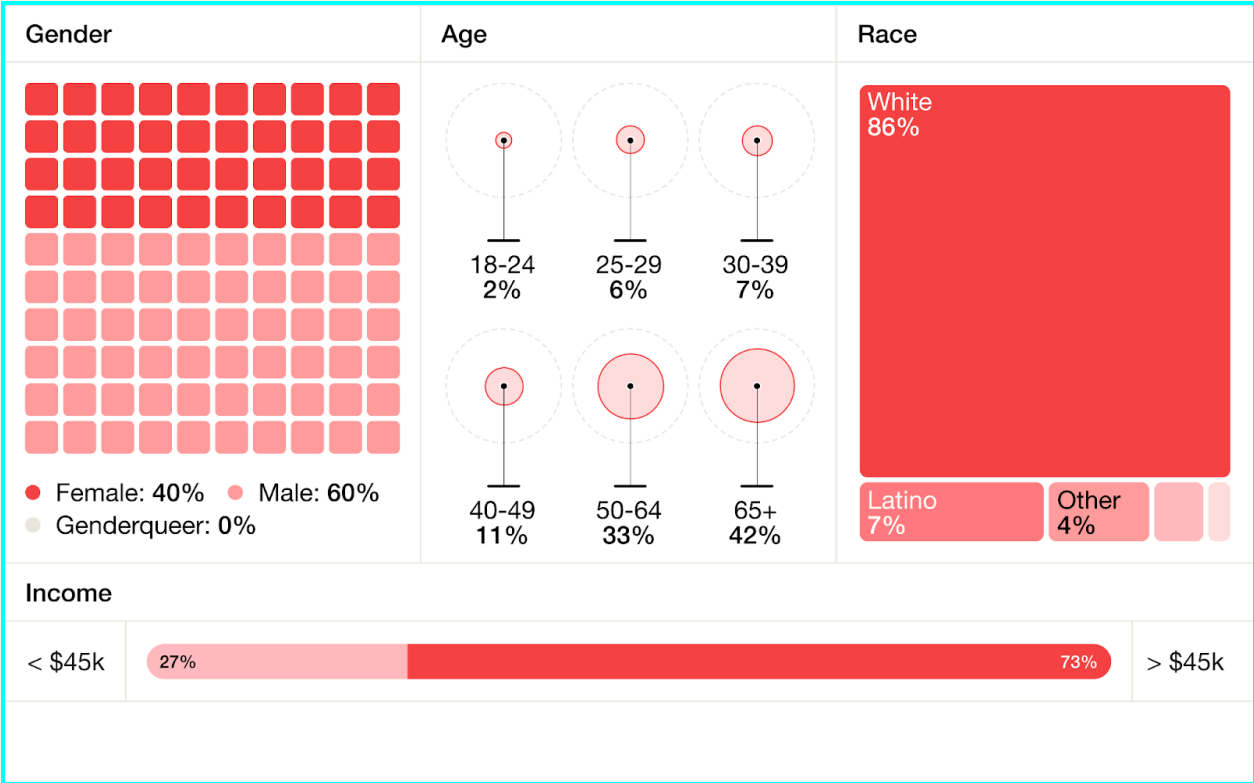 Gender
Female: 40% Male: 60%
Genderqueer: 0%
Age
18-24 25-29 30-39
2% 6% 7%
40-49 50-64 65+
11% 33% 42%
Race
White
86%
Latino
7%
Other
4%
Income
< $45k 27% 73% > $45k